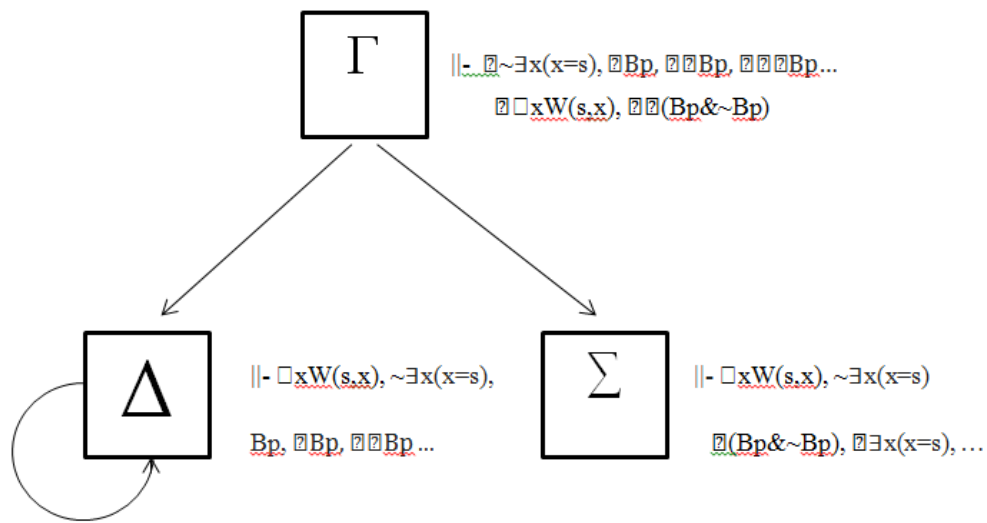 Γ
||- ⍰~∃x(x=s), ⍰Bp, ⍰⍰Bp, ⍰⍰⍰Bp...
⍰□xW(s,x), ⍰⍰(Bp&~Bp)
Δ
||- □xW(s,x), ~∃x(x=s),
Bp, ⍰Bp, ⍰⍰Bp ...
Σ
||- □xW(s,x), ~∃x(x=s)
⍰(Bp&~Bp), ⍰∃x(x=s), …